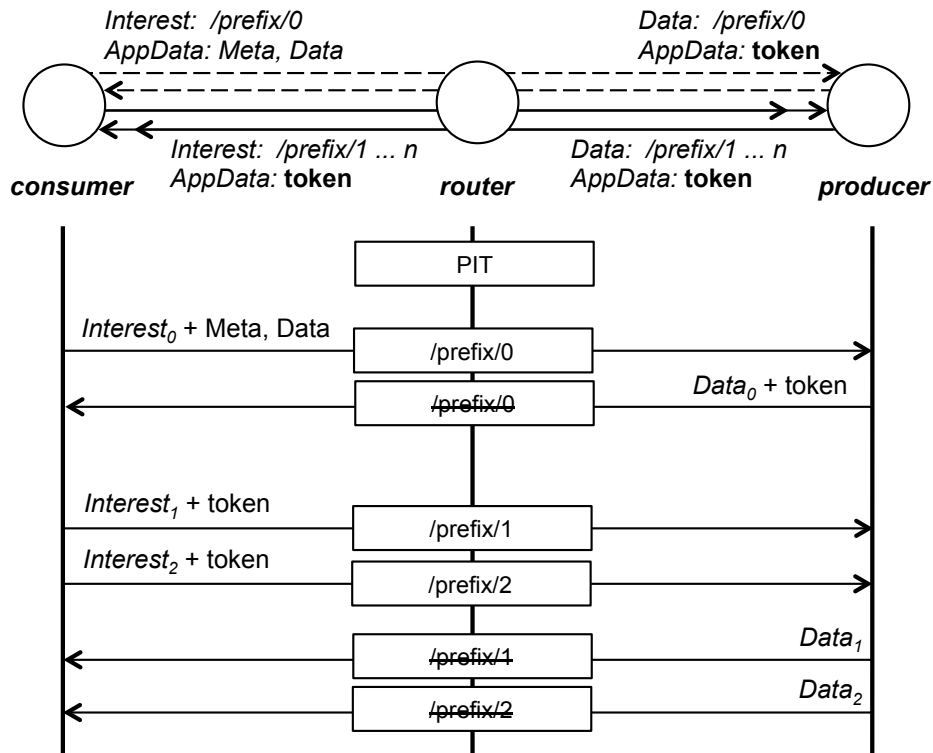 Interest: /prefix/0
AppData: Meta, Data
Data: /prefix/0
AppData: token
Interest: /prefix/1 ... n
AppData: token
Data: /prefix/1 ... n
AppData: token
consumer
router
producer
PIT
Interest0 + Meta, Data
/prefix/0
/prefix/0
Data0 + token
Interest1 + token
/prefix/1
Interest2 + token
/prefix/2
/prefix/1
Data1
/prefix/2
Data2